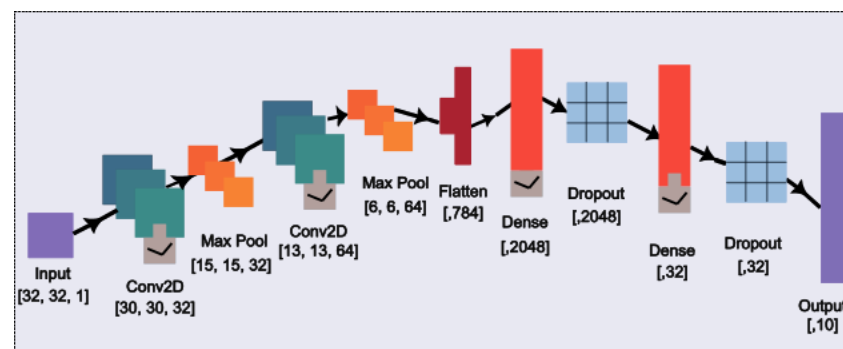 Input
[32, 32, 1]
Conv2D
[30, 30, 32]
Max Pool
[15, 15, 32]
Conv2D
[13, 13, 64]
Max Pool
[6, 6, 64]
Flatten
[,784]
Dense
[,2048]
Dropout
[,2048]
Dense
[,32]
Dropout
[,32]
Output
[,10]